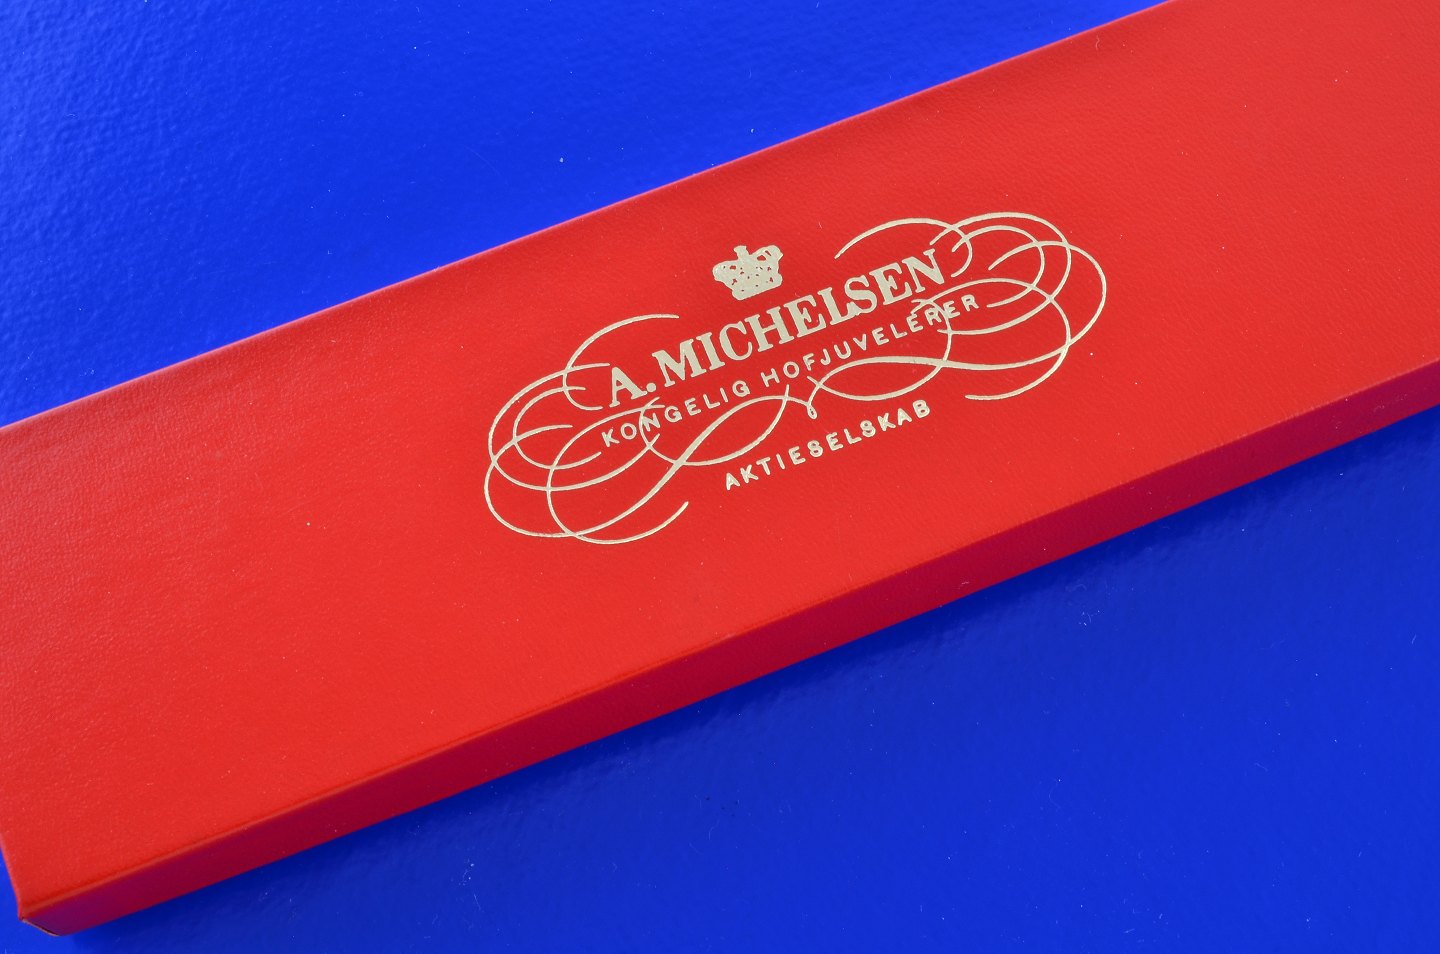 A. MICHELSEN
KONGELIG HOFJUVELERER
AKTIESELSKAB